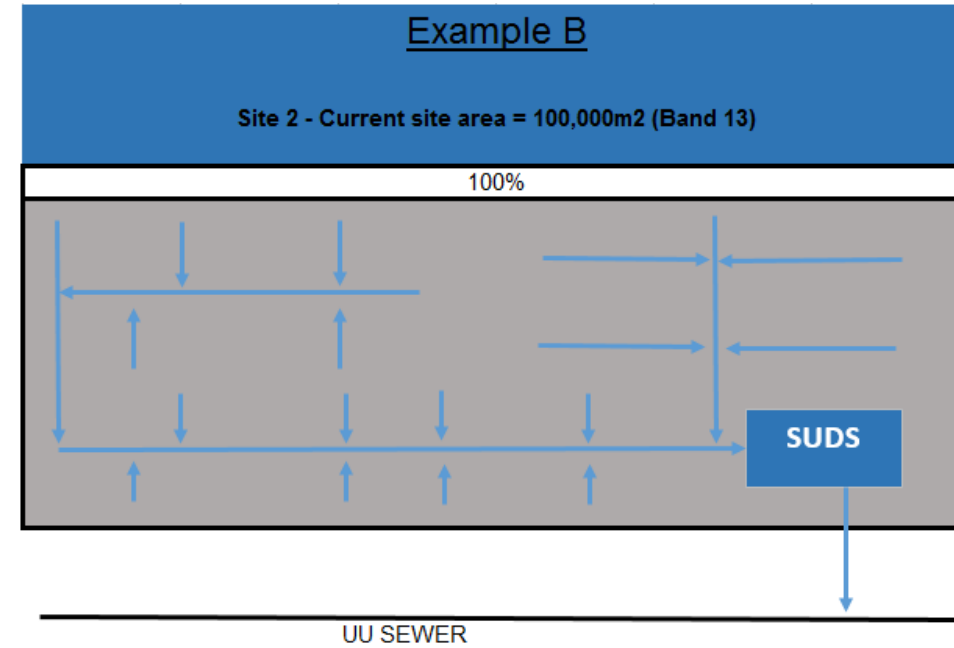 Example B
Site 2 - Current site area = 100,000m2 (Band 13)
100%
SUDS
UU SEWER